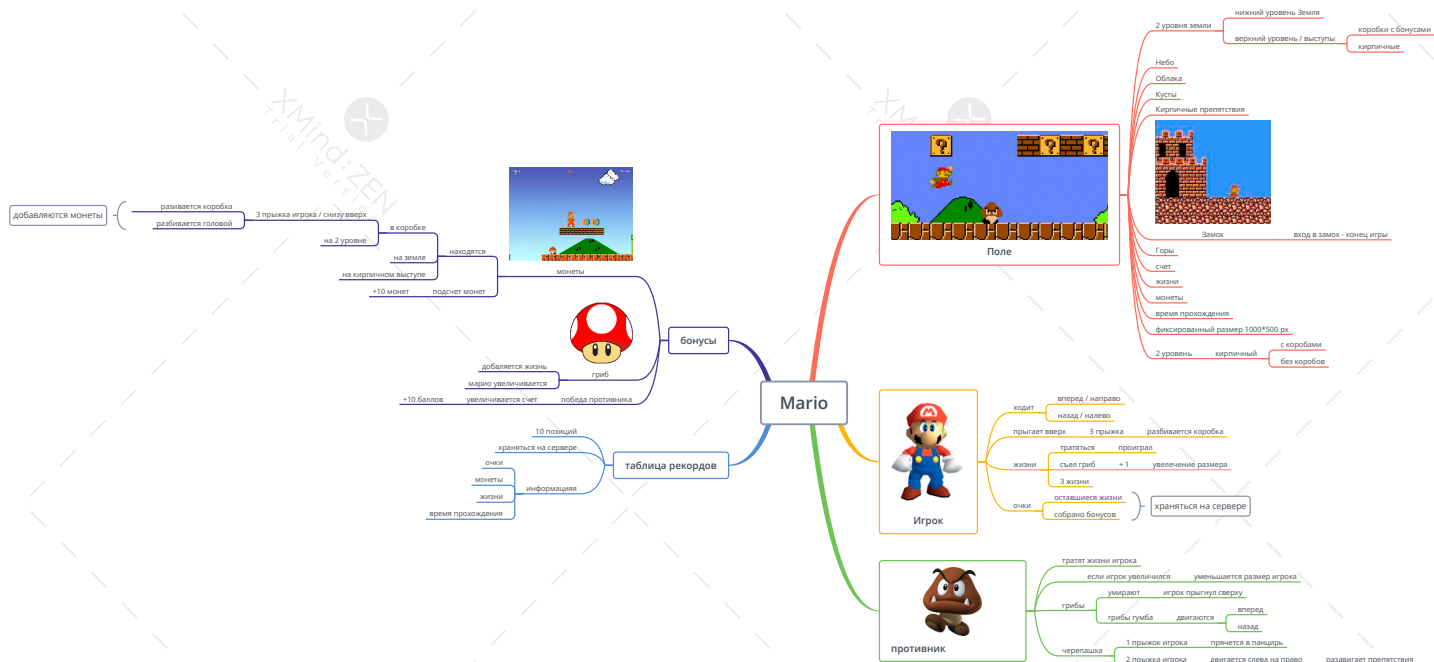 Mario
Поле
2 уровня земли
нижний уровень Земля
верхний уровень / выступы
коробки с бонусами
кирпичные
Небо
Облака
Кусты
Кирпичные препятствия
Замок
вход в замок - конец игры
Горы
счет
жизни
монеты
время прохождения
фиксированный размер 1000*500 px
2 уровень
кирпичный
с коробами
без коробов
Игрок
ходит
вперед / направо
назад / налево
прыгает вверх
3 прыжка
разбивается коробка
жизни
тратяться
проиграл
съел гриб
+ 1
увелечение размера
3 жизни
очки
оставшиеся жизни
собрано бонусов
храняться на сервере
противник
тратят жизни игрока
если игрок увеличился
уменьшается размер игрока
грибы
умирают
игрок прыгнул сверху
грибы гумба
двигаются
вперед
назад
черепашка
1 прыжок игрока
прячется в панцирь
2 прыжка игрока
двигается слева на право
раздвигает препятствия
бонусы
монеты
находятся
в коробке
3 прыжка игрока / снизу вверх
разивается коробка
разбивается головой
добавляются монеты
на 2 уровне
на земле
на кирпичном выступе
подсчет монет
+10 монет
гриб
добаляется жизнь
марио увеличивается
победа противника
увеличивается счет
+10 баллов
таблица рекордов
10 позиций
храняться на сервере
информацияя
очки
монеты
жизни
время прохождения
XMind:ZEN